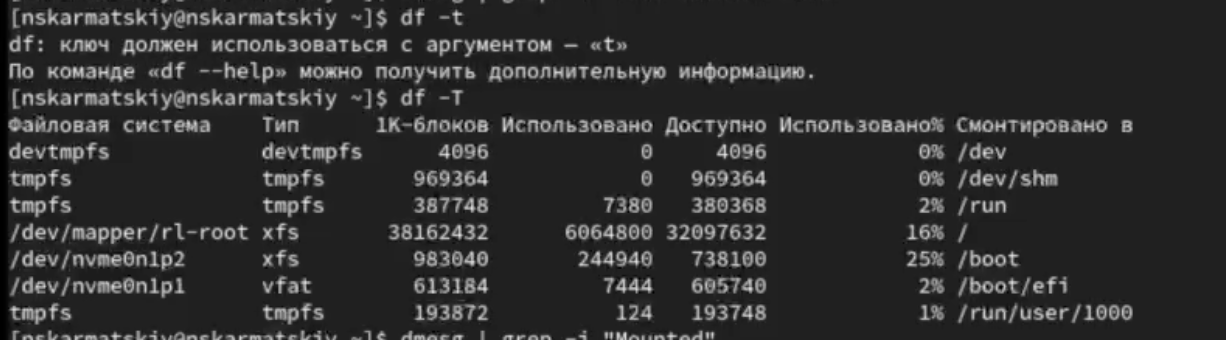 [nskarmatskiy@nskarmatskiy ~]$ df -t
df: ключ должен использоваться с аргументом — «t»
По команде «df --help» можно получить дополнительную информацию.
[nskarmatskiy@nskarmatskiy ~]$ df -T
Файловая система     Тип      1K-блоков Использовано Доступно Использовано% Смонтировано в
devtmpfs             devtmpfs      4096            0     4096            0% /dev
tmpfs                tmpfs       969364            0   969364            0% /dev/shm
tmpfs                tmpfs       387748         7380   380368            2% /run
/dev/mapper/rl-root  xfs       38162432      6064800 32097632           16% /
/dev/nvme0n1p2       xfs         983040       244940   738100           25% /boot
/dev/nvme0n1p1       vfat        613184         7444   605740            2% /boot/efi
tmpfs                tmpfs       193872          124   193748            1% /run/user/1000
[nskarmatskiy@nskarmatskiy ~]$ dmesg | grep -i "Mounted"